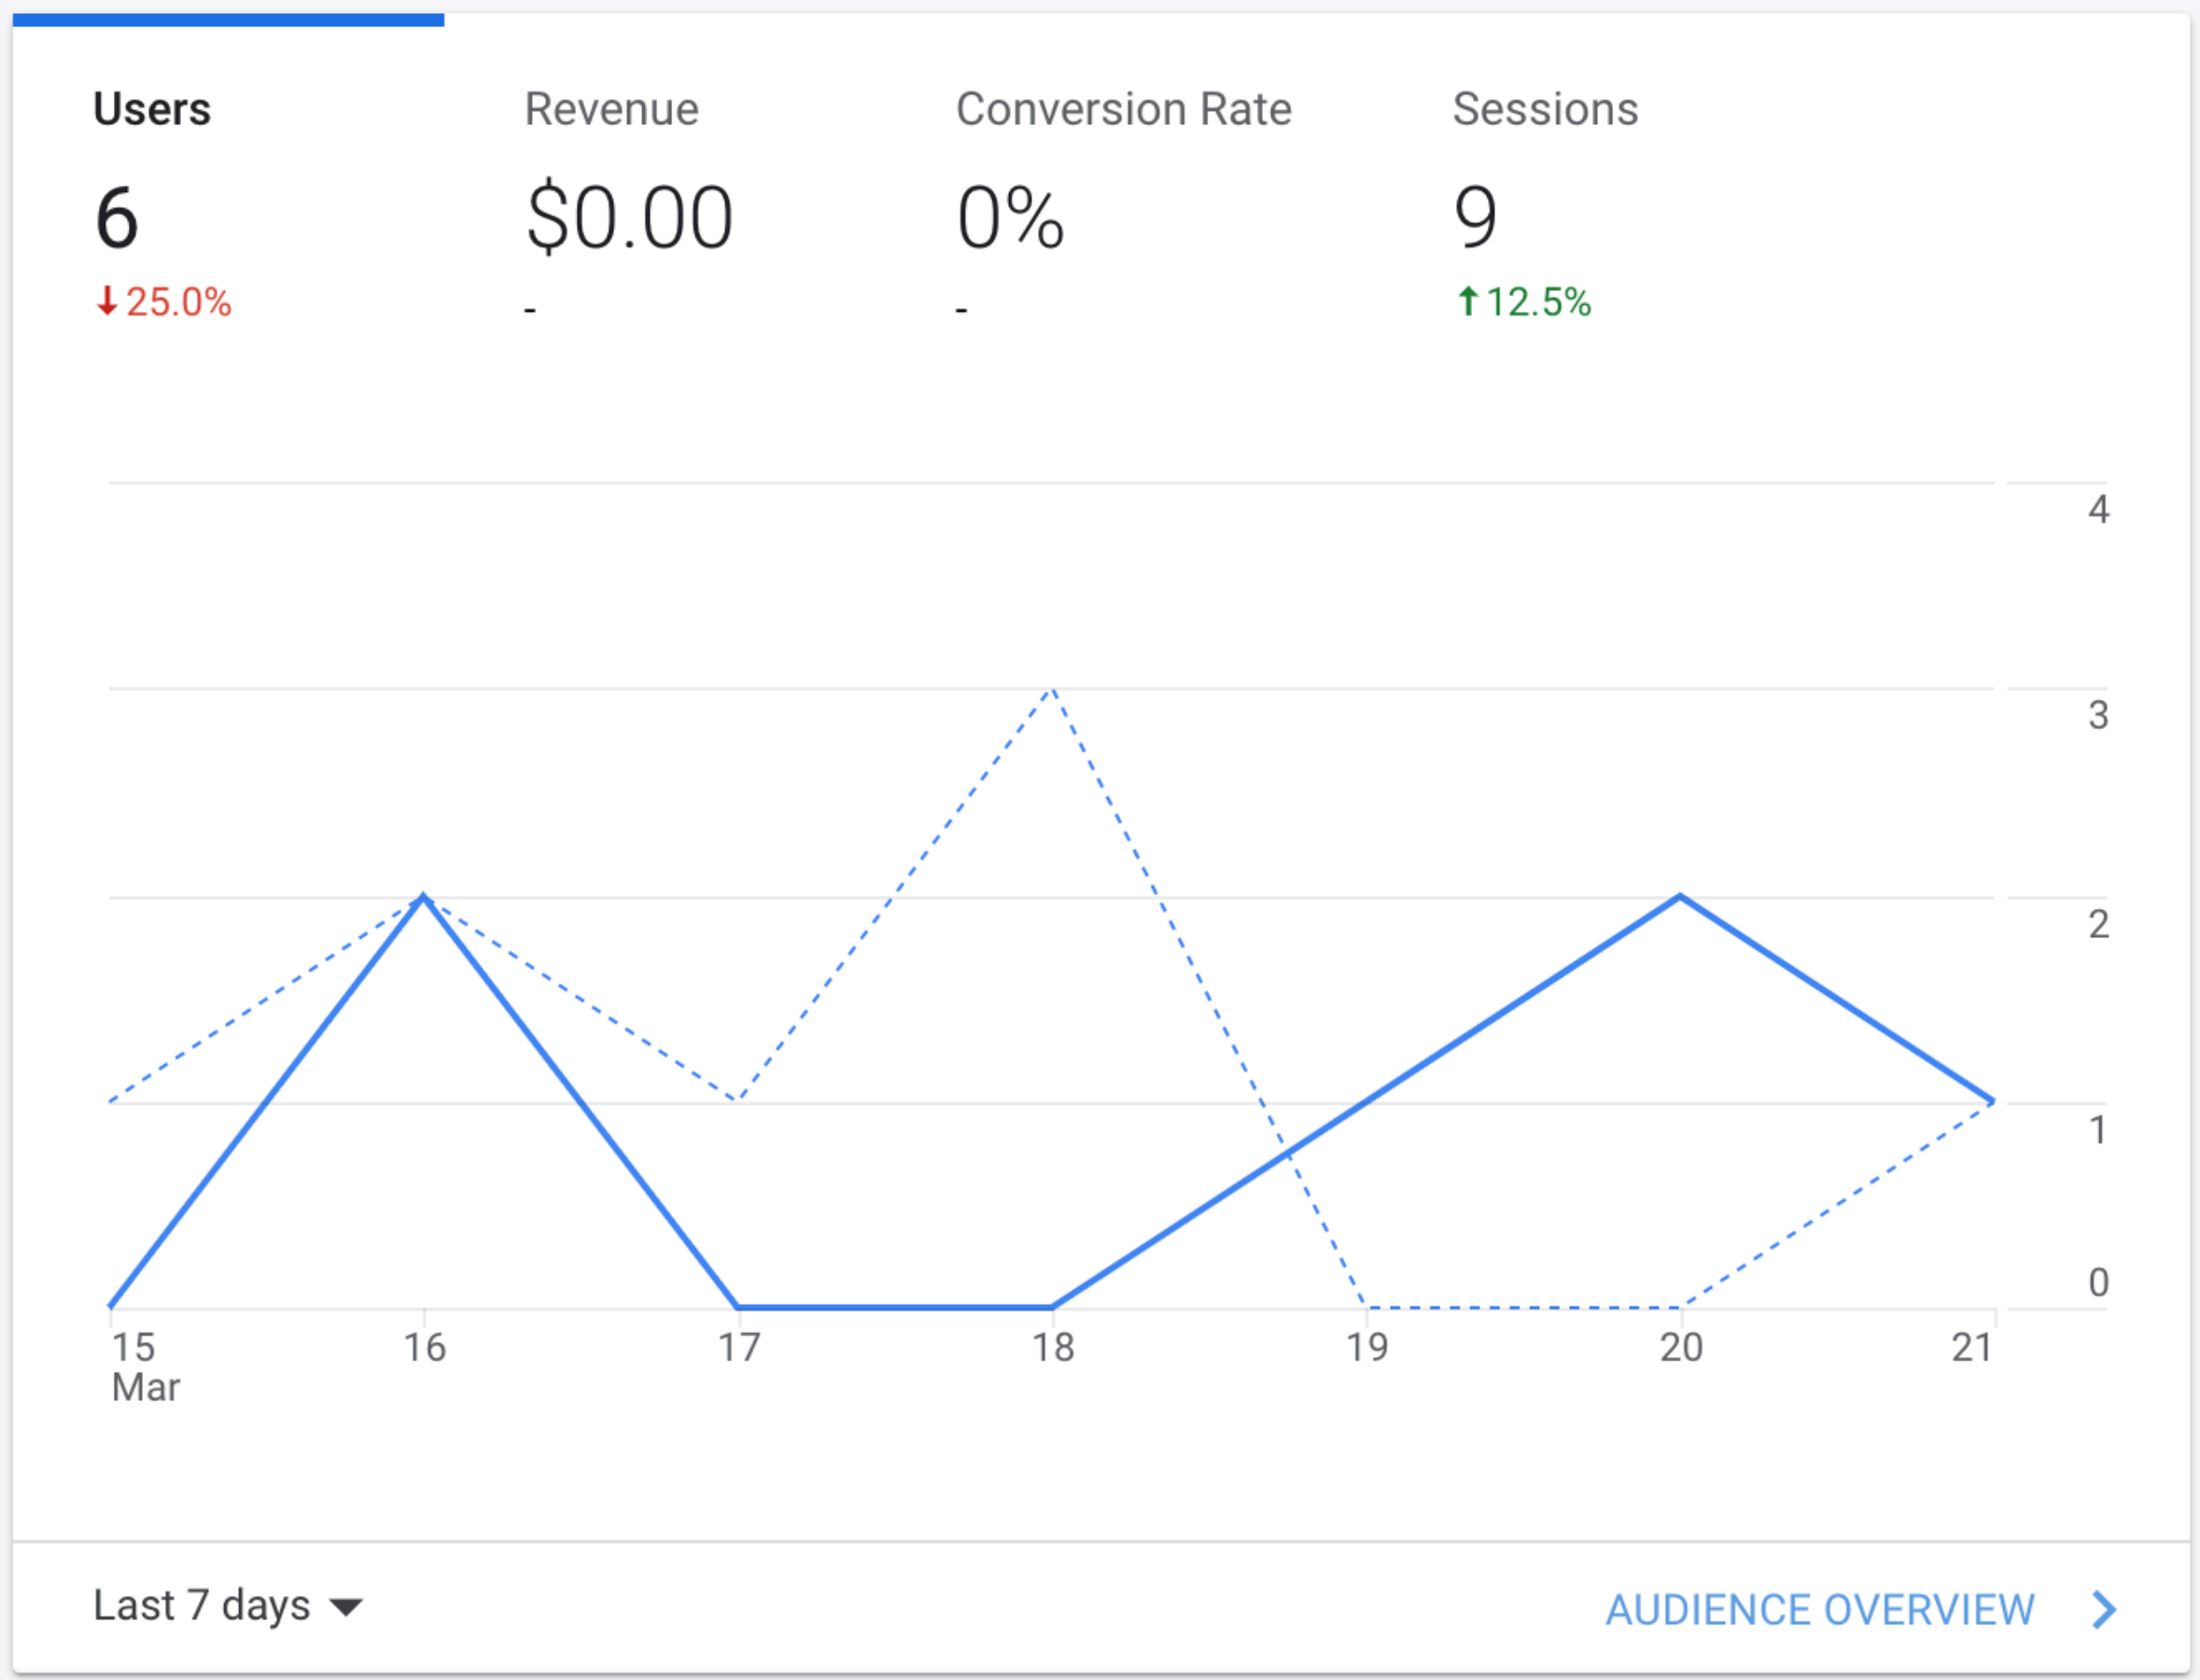 Users Revenue Conversion Rate Sessions
6 $0.00 0% 9
↓25.0% - - ↑12.5%
4
3
2
1
0
15 16 17 18 19 20 21
Mar
Last 7 days AUDIENCE OVERVIEW